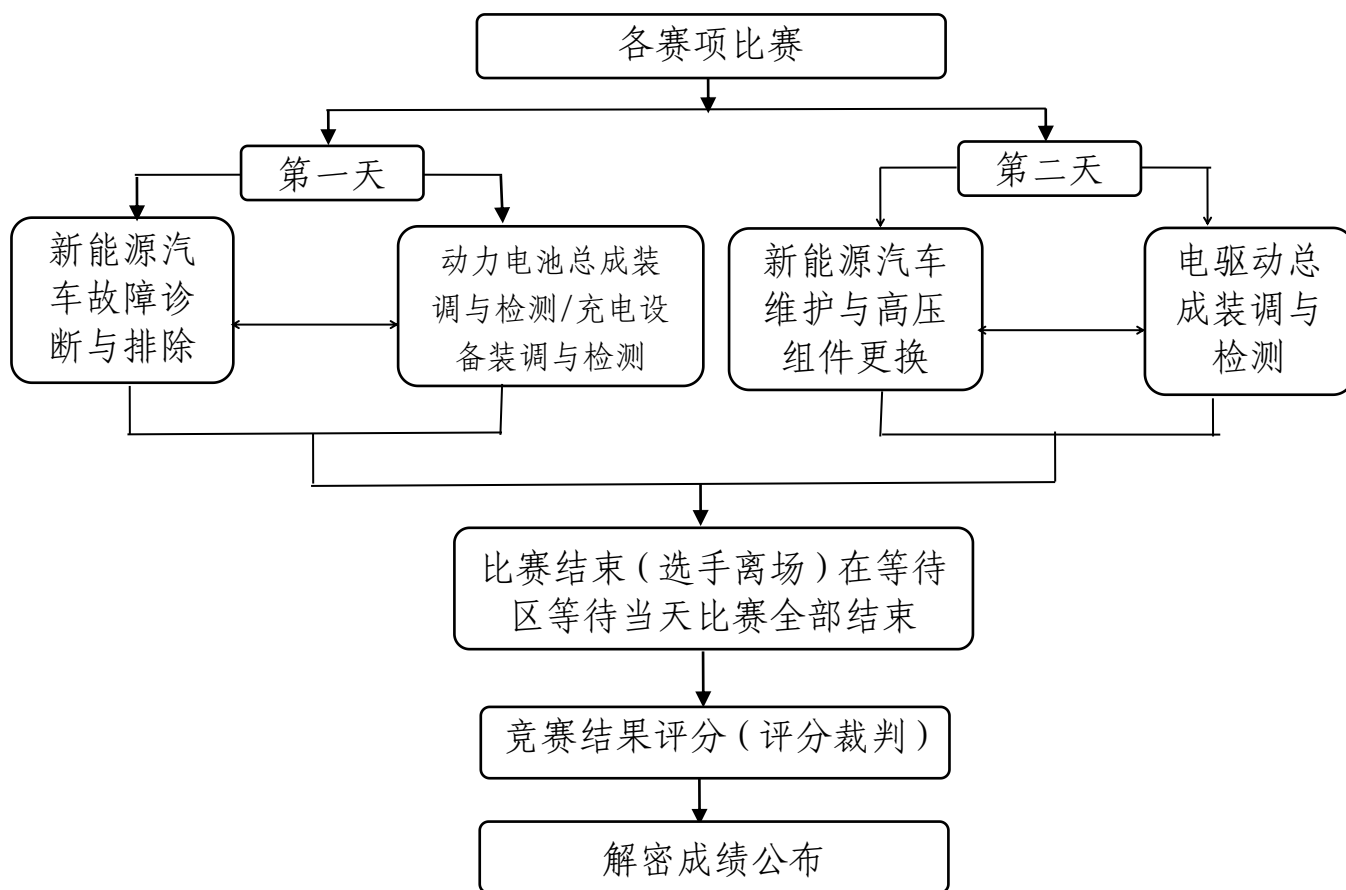 各赛项比赛
第一天
第二天
新能源汽
车故障诊
断与排除
动力电池总成装
调与检测/充电设
备装调与检测
新能源汽车
维护与高压
组件更换
电驱动总
成装调与
检测
比赛结束（选手离场）在等待
区等待当天比赛全部结束
竞赛结果评分（评分裁判）
解密成绩公布